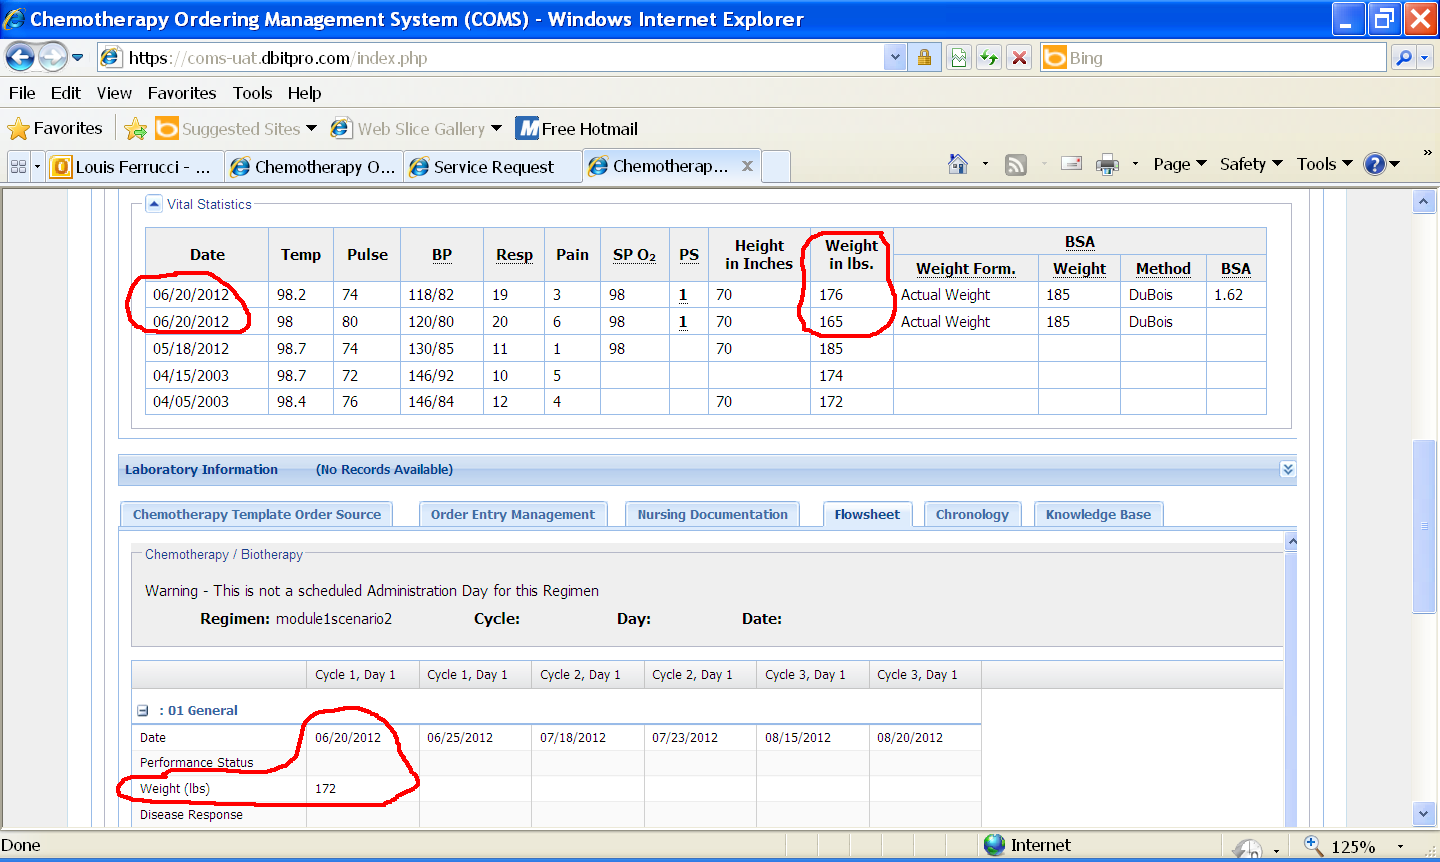 Chemotherapy Ordering Management System (COMS) - Windows Internet Explorer
https://coms-uat.dbitpro.com/index.php
Bing
File Edit View Favorites Tools Help
Favorites Suggested Sites Web Slice Gallery Free Hotmail
Louis Ferrucci - ... Chemotherapy O... Service Request Chemotherap... x Page Safety Tools »
Vital Statistics
Date Temp Pulse BP Resp Pain SP O₂ PS Height in Inches Weight in lbs. BSA
Weight Form. Weight Method BSA
06/20/2012 98.2 74 118/82 19 3 98 1 70 176 Actual Weight 185 DuBois 1.62
06/20/2012 98 80 120/80 20 6 98 1 70 165 Actual Weight 185 DuBois
05/18/2012 98.7 74 130/85 11 1 98 70 185
04/15/2003 98.7 72 146/92 10 5 174
04/05/2003 98.4 76 146/84 12 4 70 172
Laboratory Information (No Records Available)
Chemotherapy Template Order Source Order Entry Management Nursing Documentation Flowsheet Chronology Knowledge Base
Chemotherapy / Biotherapy
Warning - This is not a scheduled Administration Day for this Regimen
Regimen: module1scenario2 Cycle: Day: Date:
Cycle 1, Day 1 Cycle 1, Day 1 Cycle 2, Day 1 Cycle 2, Day 1 Cycle 3, Day 1 Cycle 3, Day 1
: 01 General
Date 06/20/2012 06/25/2012 07/18/2012 07/23/2012 08/15/2012 08/20/2012
Performance Status
Weight (lbs) 172
Disease Response
Done Internet 125%